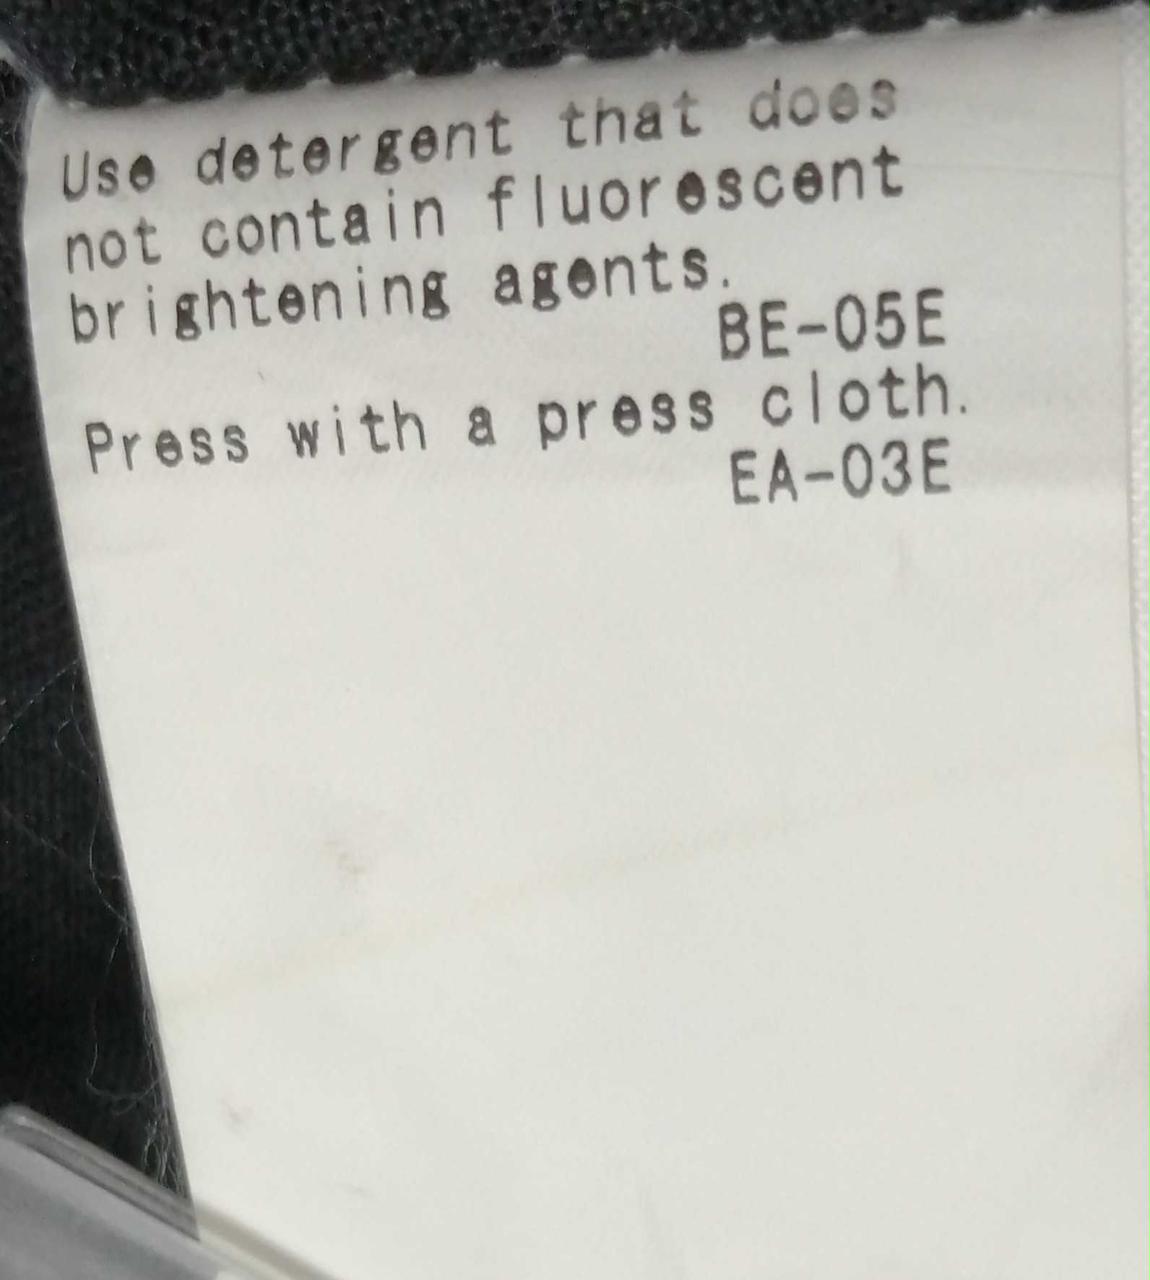 Use detergent that does
not contain fluorescent
brightening agents.
BE-05E
Press with a press cloth.
EA-03E